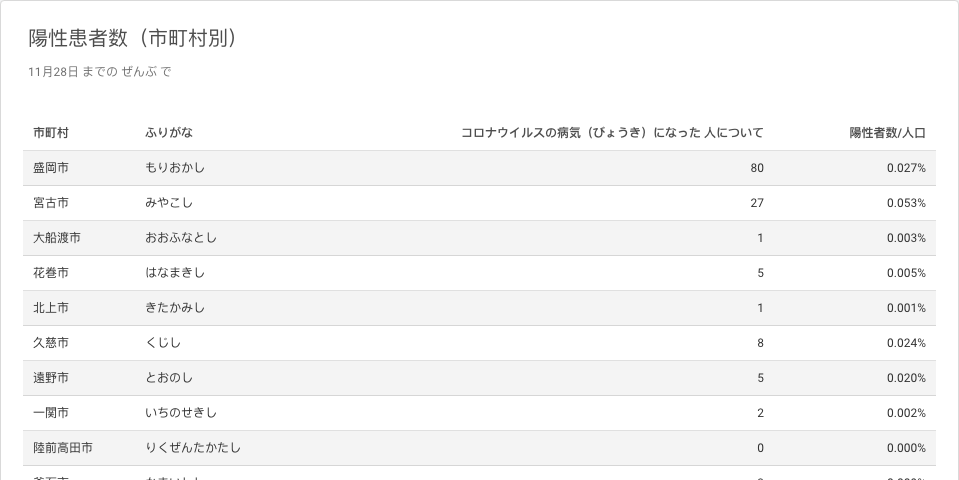 陽性患者数（市町村別）
11月28日 までの ぜんぶ で
市町村 ふりがな コロナウイルスの病気（びょうき）になった 人について 陽性者数/人口
盛岡市 もりおかし 80 0.027%
宮古市 みやこし 27 0.053%
大船渡市 おおふなとし 1 0.003%
花巻市 はなまきし 5 0.005%
北上市 きたかみし 1 0.001%
久慈市 くじし 8 0.024%
遠野市 とおのし 5 0.020%
一関市 いちのせきし 2 0.002%
陸前高田市 りくぜんたかたし 0 0.000%